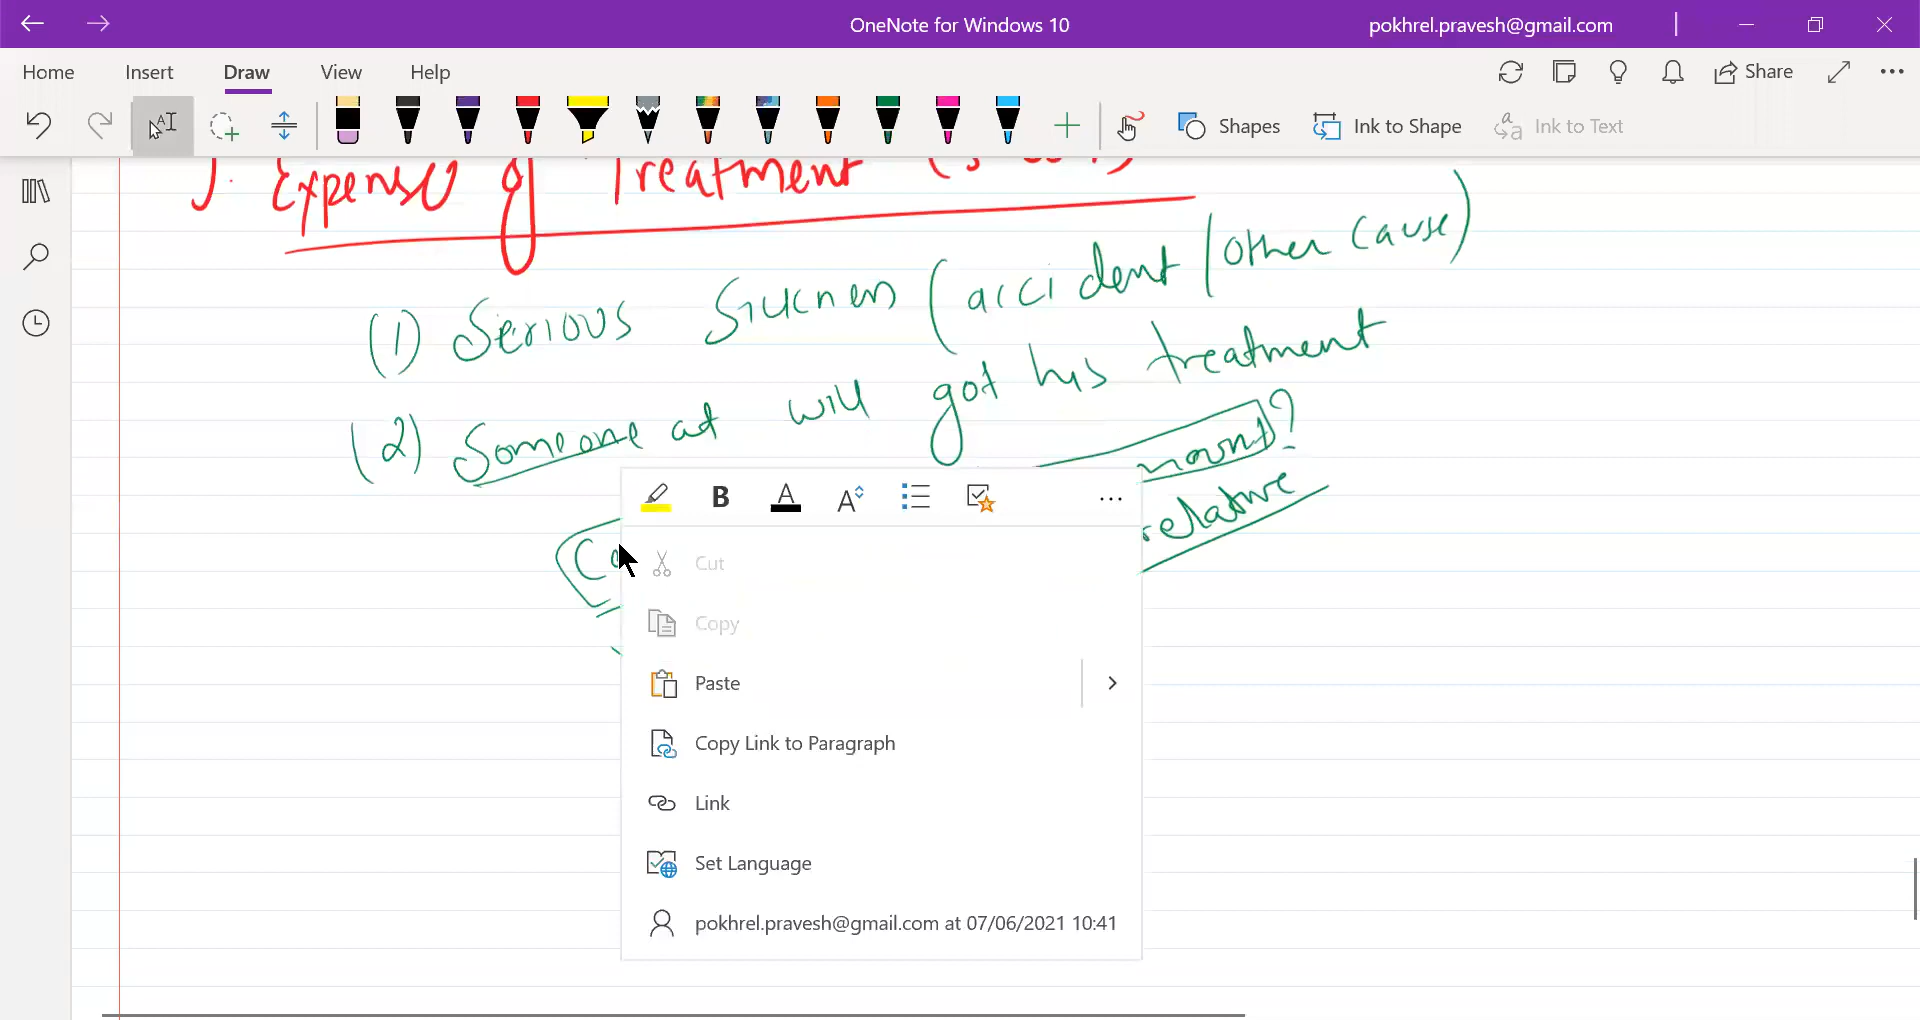 OneNote for Windows 10
pokhrel.pravesh@gmail.com
Home Insert Draw View Help
Share
Shapes Ink to Shape Ink to Text
Expense of Treatment
(1) Serious Sickness (accident / other cause)
(2) Someone at will got his treatment
relative
Cut
Copy
Paste
Copy Link to Paragraph
Link
Set Language
pokhrel.pravesh@gmail.com at 07/06/2021 10:41